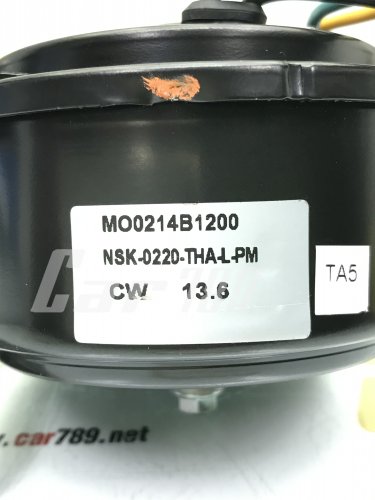 MO0214B1200
NSK-0220-THA-L-PM
CW 13.6
TA5
.car789.net